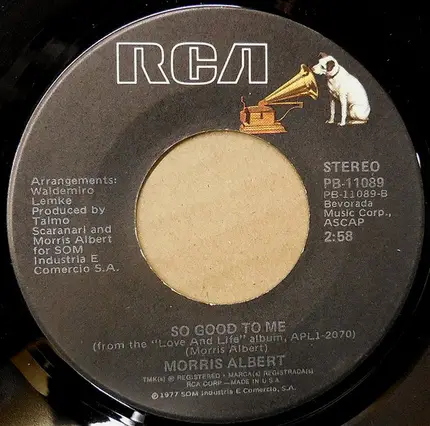 RCA
Arrangements:
Waldemiro
Lemke
Produced by
Talmo
Scaranari and
Morris Albert
for SOM
Industria E
Comercio S.A.
STEREO
PB-11089
PB-11089-B
Bevorada
Music Corp.,
ASCAP
2:58
SO GOOD TO ME
(from the "Love And Life" album, APL1-2070)
(Morris Albert)
MORRIS ALBERT
TMK(s) ® REGISTERED • MARCA(s) REGISTRADA(s)
RCA CORP — MADE IN U.S.A.
℗ 1977 SOM Industria E Comercio, S.A.